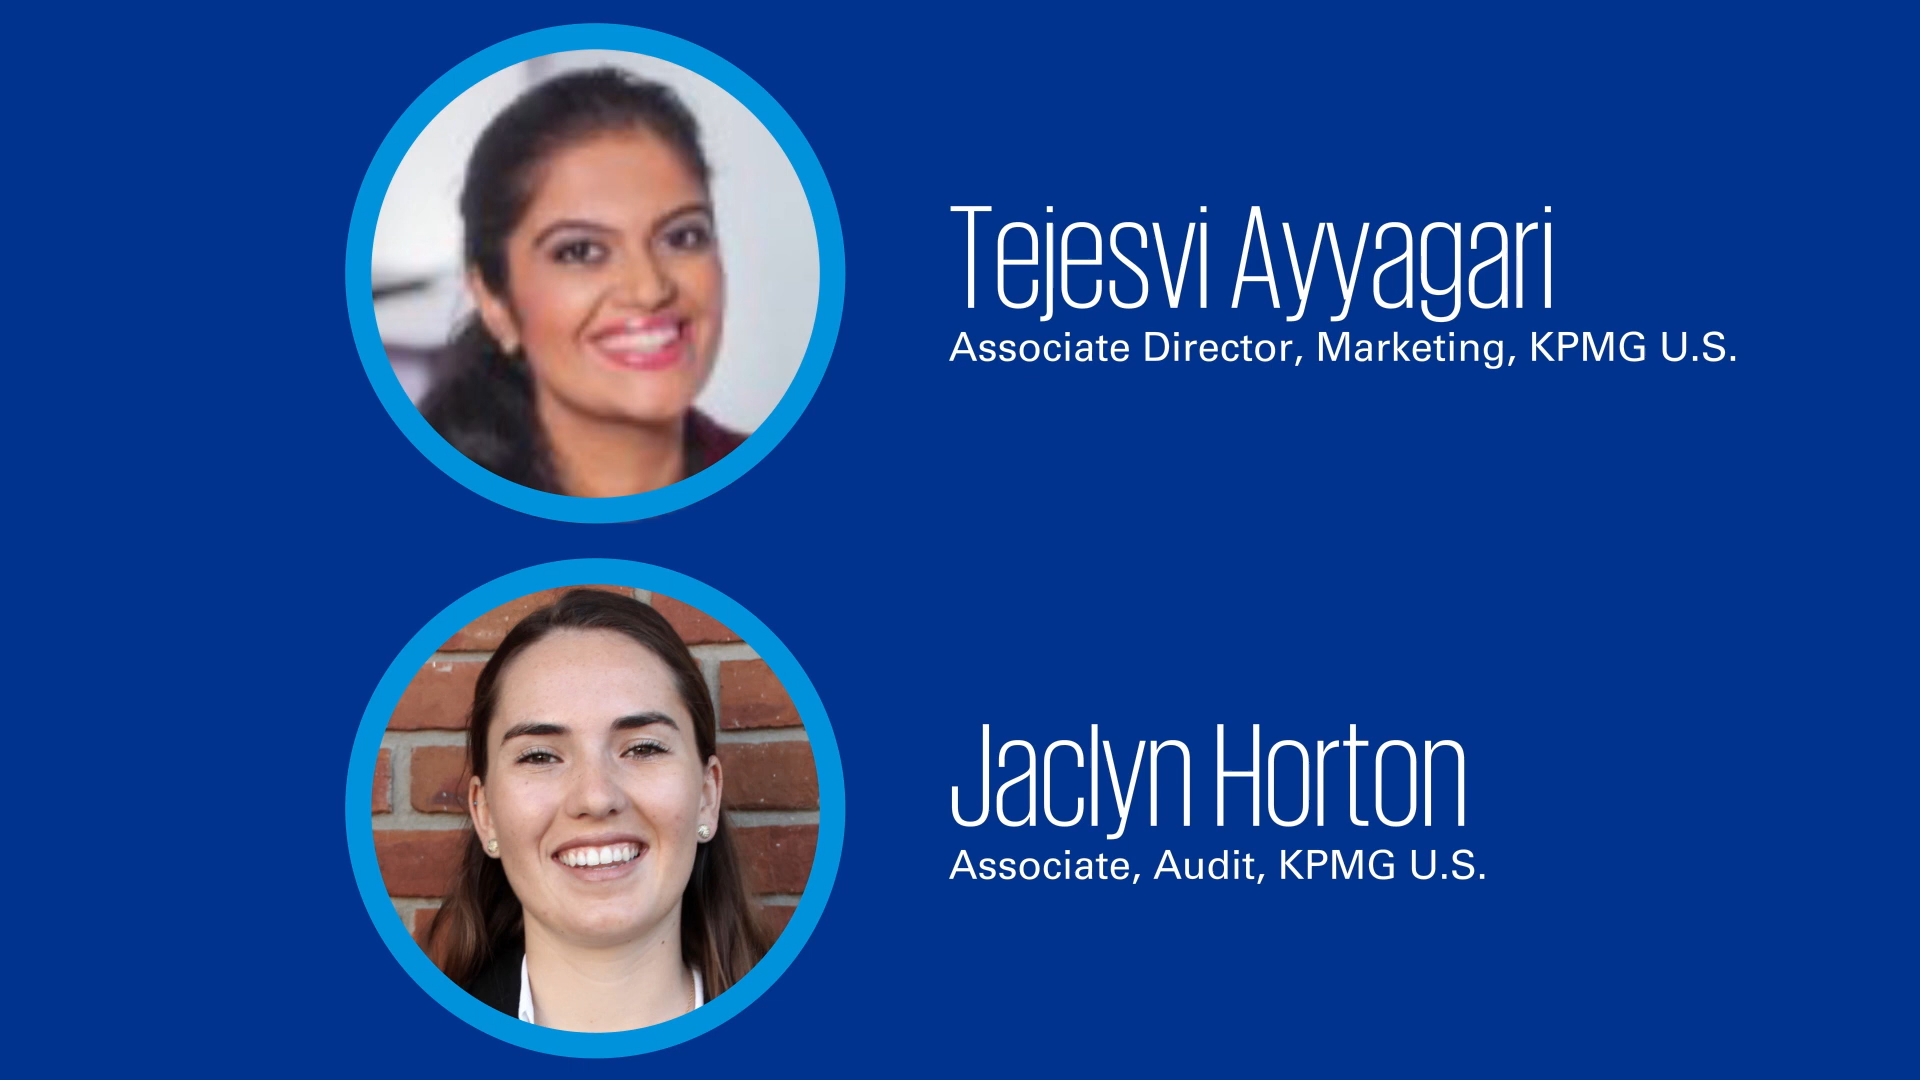 Tejesvi Ayyagari
Associate Director, Marketing, KPMG U.S.
Jaclyn Horton
Associate, Audit, KPMG U.S.